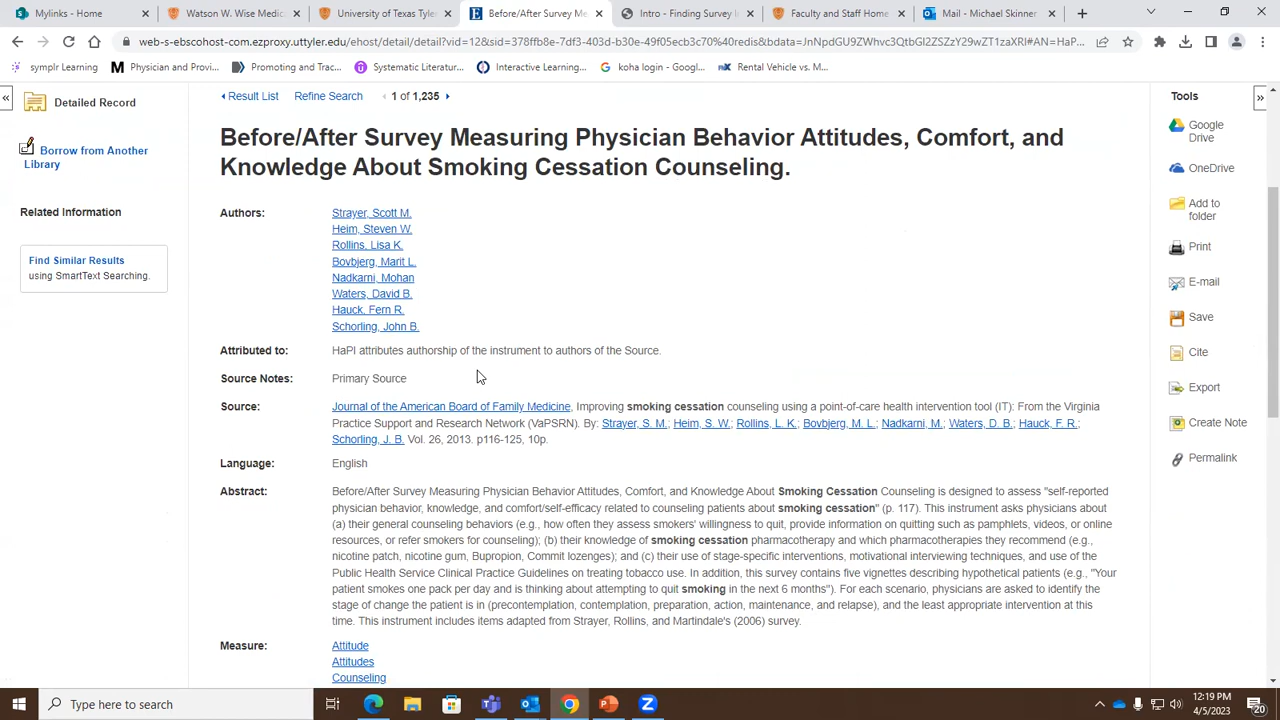 Mylinks - Home
Watson W. Wise Medica
University of Texas Tyler
Before/After Survey Me
Intro - Finding Survey In
Faculty and Staff Home
Mail - Michael Skinner
web-s-ebscohost-com.ezproxy.uttyler.edu/ehost/detail/detail?vid=12&sid=378ffb8e-7df3-403d-b30e-49f05ecb3c70%40redis&bdata=JnNpdGU9ZWhvc3QtbGl2ZSZzY29wZT1zaXRl#AN=HaP...
symplr Learning
Physician and Provi...
Promoting and Trac...
Systematic Literatur...
Interactive Learning...
koha login - Googl...
Rental Vehicle vs. M...
Detailed Record
Borrow from Another
Library
Related Information
Find Similar Results
using SmartText Searching.
Result List Refine Search 1 of 1,235
Before/After Survey Measuring Physician Behavior Attitudes, Comfort, and
Knowledge About Smoking Cessation Counseling.
Authors: Strayer, Scott M.
Heim, Steven W.
Rollins, Lisa K.
Bovbjerg, Marit L.
Nadkarni, Mohan
Waters, David B.
Hauck, Fern R.
Schorling, John B.
Attributed to: HaPI attributes authorship of the instrument to authors of the Source.
Source Notes: Primary Source
Source: Journal of the American Board of Family Medicine, Improving smoking cessation counseling using a point-of-care health intervention tool (IT): From the Virginia
Practice Support and Research Network (VaPSRN). By: Strayer, S. M.; Heim, S. W.; Rollins, L. K.; Bovbjerg, M. L.; Nadkarni, M.; Waters, D. B.; Hauck, F. R.;
Schorling, J. B. Vol. 26, 2013. p116-125, 10p.
Language: English
Abstract: Before/After Survey Measuring Physician Behavior Attitudes, Comfort, and Knowledge About Smoking Cessation Counseling is designed to assess "self-reported
physician behavior, knowledge, and comfort/self-efficacy related to counseling patients about smoking cessation" (p. 117). This instrument asks physicians about
(a) their general counseling behaviors (e.g., how often they assess smokers' willingness to quit, provide information on quitting such as pamphlets, videos, or online
resources, or refer smokers for counseling); (b) their knowledge of smoking cessation pharmacotherapy and which pharmacotherapies they recommend (e.g.,
nicotine patch, nicotine gum, Bupropion, Commit lozenges); and (c) their use of stage-specific interventions, motivational interviewing techniques, and use of the
Public Health Service Clinical Practice Guidelines on treating tobacco use. In addition, this survey contains five vignettes describing hypothetical patients (e.g., "Your
patient smokes one pack per day and is thinking about attempting to quit smoking in the next 6 months"). For each scenario, physicians are asked to identify the
stage of change the patient is in (precontemplation, contemplation, preparation, action, maintenance, and relapse), and the least appropriate intervention at this
time. This instrument includes items adapted from Strayer, Rollins, and Martindale's (2006) survey.
Measure: Attitude
Attitudes
Counseling
Tools
Google
Drive
OneDrive
Add to
folder
Print
E-mail
Save
Cite
Export
Create Note
Permalink
Type here to search
12:19 PM
4/5/2023
20